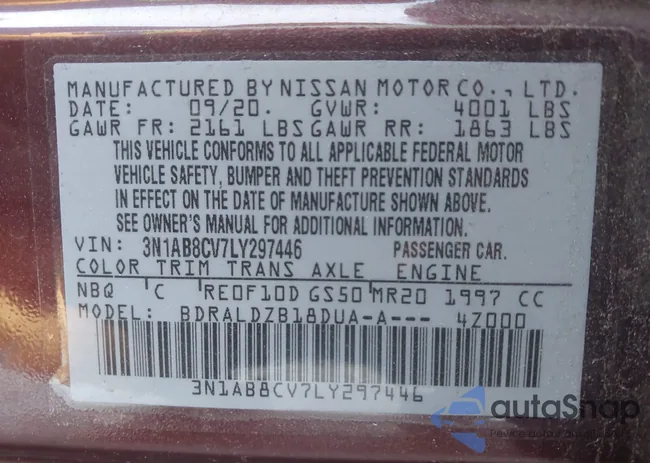 MANUFACTURED BY NISSAN MOTOR CO., LTD.
DATE: 09/20. GVWR: 4001 LBS
GAWR FR: 2161 LBS GAWR RR: 1863 LBS
THIS VEHICLE CONFORMS TO ALL APPLICABLE FEDERAL MOTOR
VEHICLE SAFETY, BUMPER AND THEFT PREVENTION STANDARDS
IN EFFECT ON THE DATE OF MANUFACTURE SHOWN ABOVE.
SEE OWNER'S MANUAL FOR ADDITIONAL INFORMATION.
VIN: 3N1AB8CV7LY297446 PASSENGER CAR.
COLOR TRIM TRANS AXLE ENGINE
NBQ C RE0F10D GS50 MR20 1997 CC
MODEL: BDRALDZB18DUA-A--- 4Z000
3N1AB8CV7LY297446
autoSnap